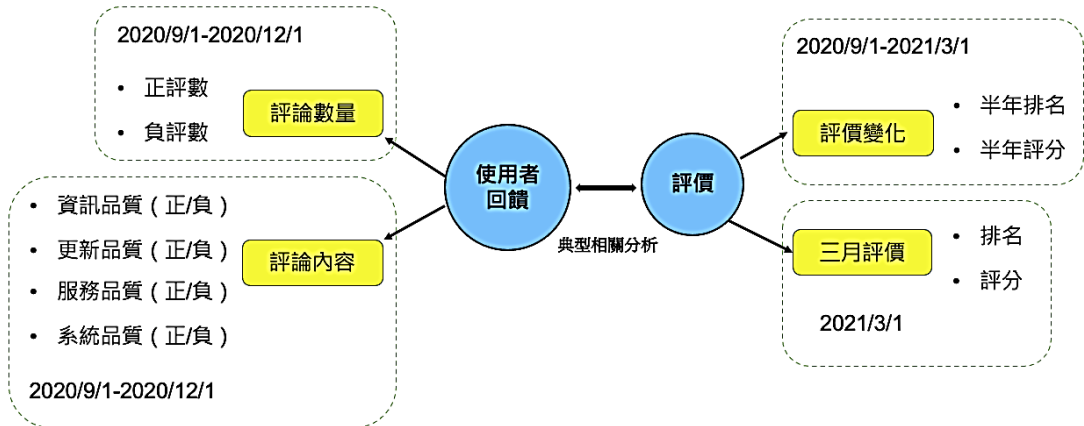 2020/9/1-2020/12/1
• 正評數
• 負評數
評論數量
• 資訊品質（正/負）
• 更新品質（正/負）
• 服務品質（正/負）
• 系統品質（正/負）
評論內容
2020/9/1-2020/12/1
使用者
回饋
典型相關分析
評價
2020/9/1-2021/3/1
評價變化
• 半年排名
• 半年評分
三月評價
• 排名
• 評分
2021/3/1